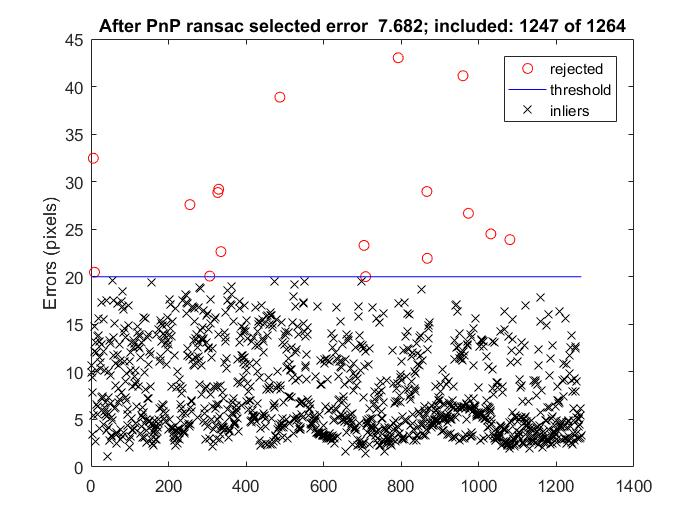 After PnP ransac selected error  7.682; included: 1247 of 1264
45
40
35
30
25
20
15
10
5
0
Errors (pixels)
rejected
threshold
inliers
0 200 400 600 800 1000 1200 1400